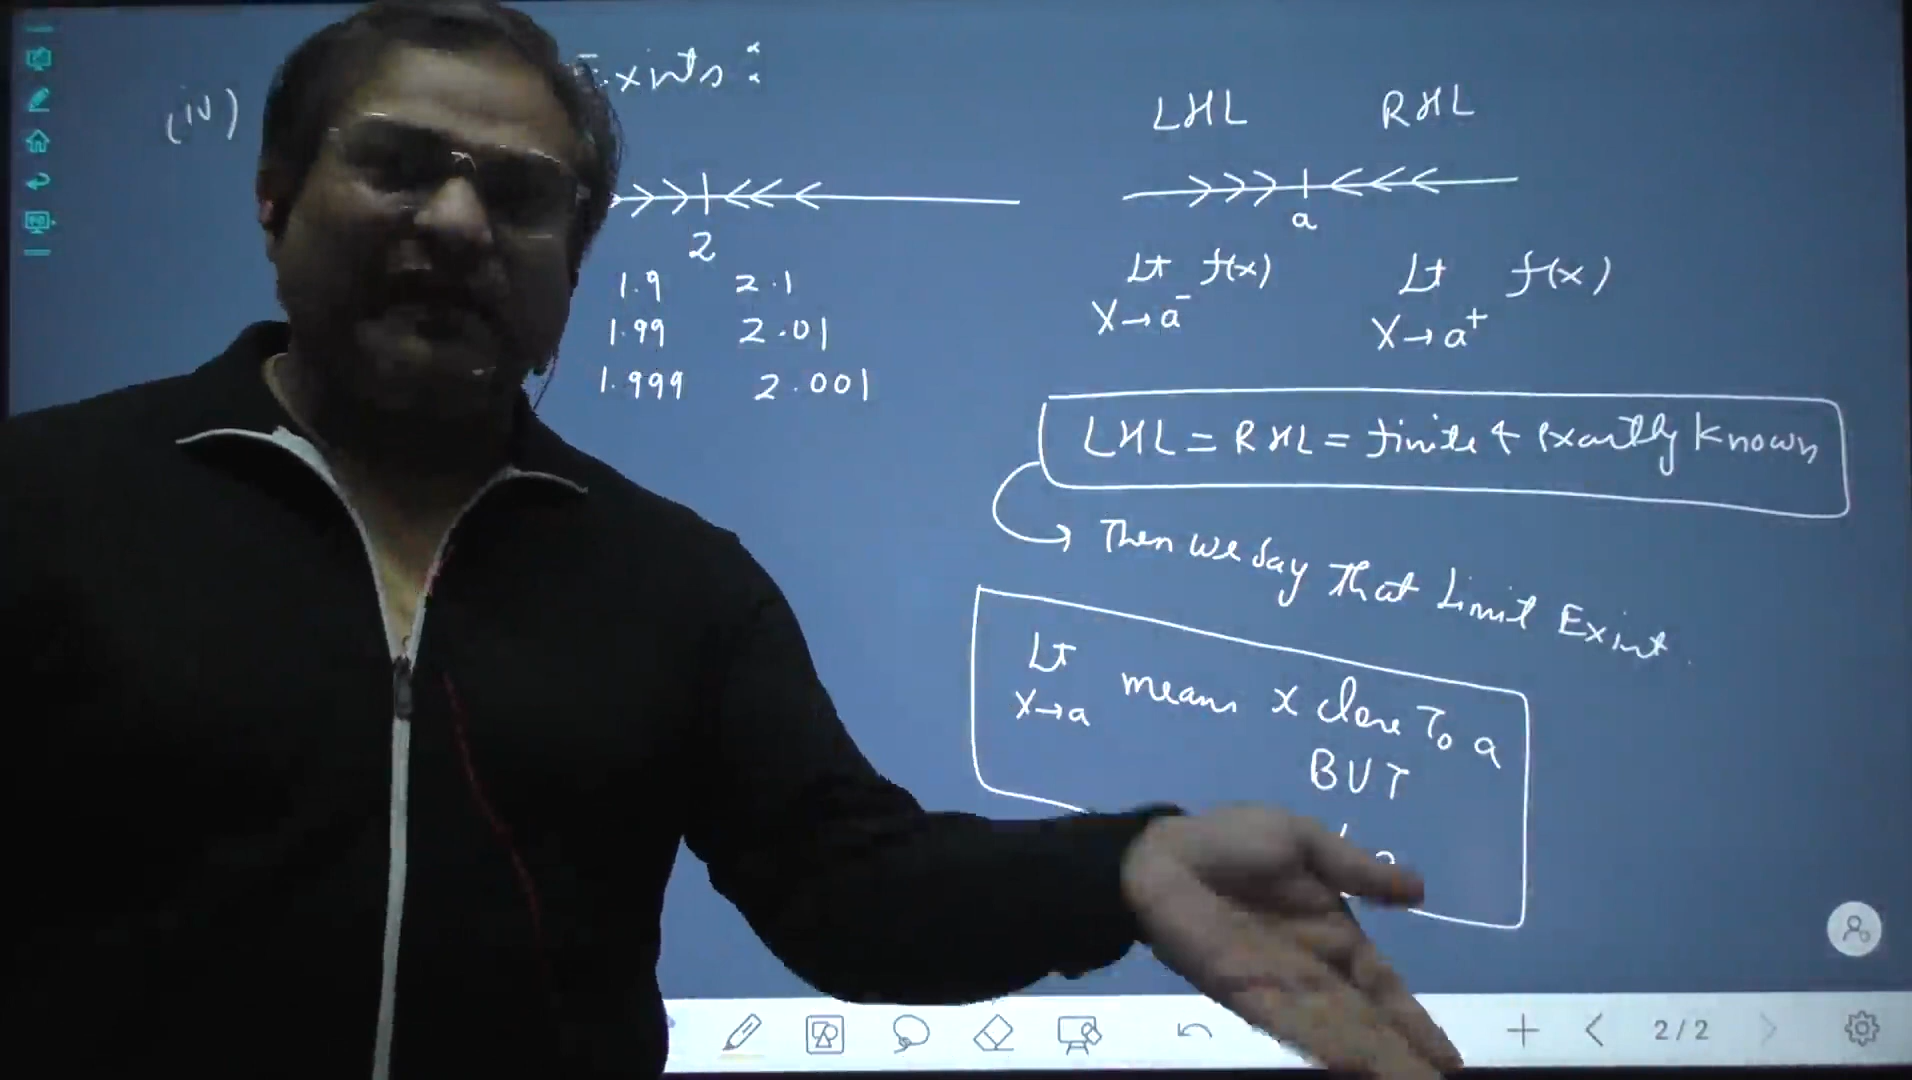 (iv) Exists :
2
1.9 2.1
1.99 2.01
1.999 2.001
LHL RHL
a
Lt f(x) Lt f(x)
x→a⁻ x→a⁺
LHL = RHL = finite & Exactly Known
Then we say that Limit Exist.
Lt means x close To a
x→a
BUT
2/2